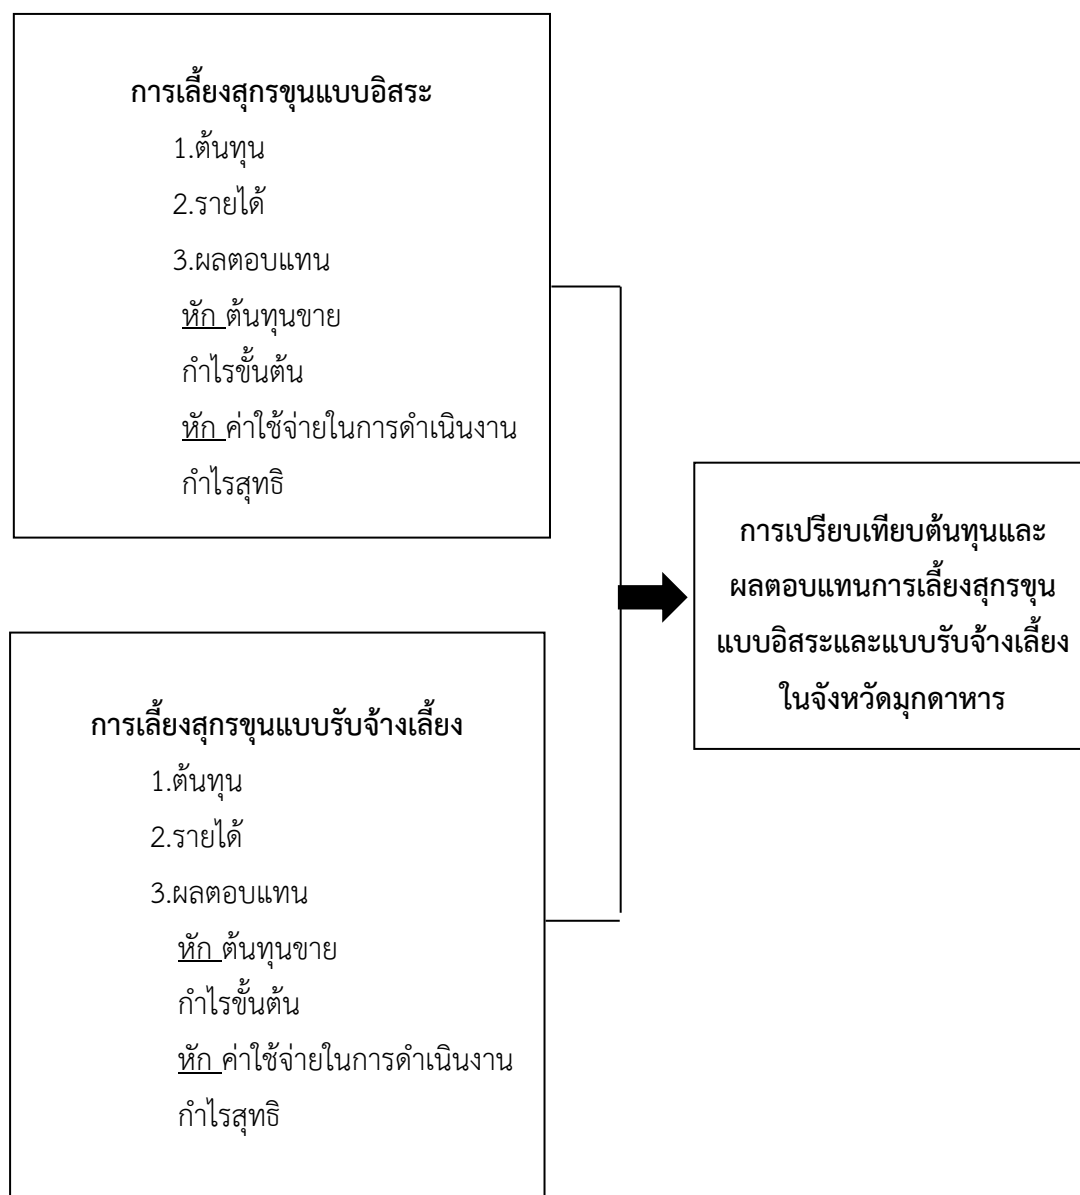 การเลี้ยงสุกรขุนแบบอิสระ
1.ต้นทุน
2.รายได้
3.ผลตอบแทน
หัก ต้นทุนขาย
กำไรขั้นต้น
หัก ค่าใช้จ่ายในการดำเนินงาน
กำไรสุทธิ
การเลี้ยงสุกรขุนแบบรับจ้างเลี้ยง
1.ต้นทุน
2.รายได้
3.ผลตอบแทน
หัก ต้นทุนขาย
กำไรขั้นต้น
หัก ค่าใช้จ่ายในการดำเนินงาน
กำไรสุทธิ
การเปรียบเทียบต้นทุนและ
ผลตอบแทนการเลี้ยงสุกรขุน
แบบอิสระและแบบรับจ้างเลี้ยง
ในจังหวัดมุกดาหาร